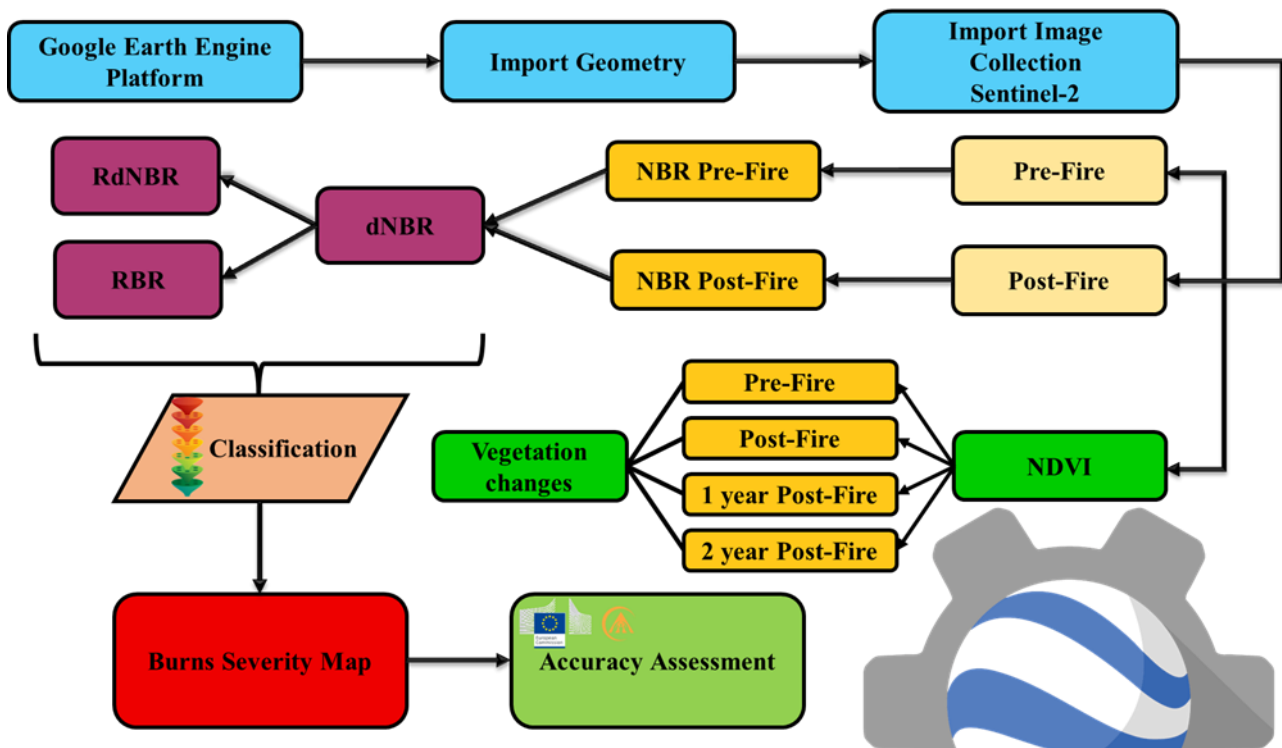 Google Earth Engine
Platform
Import Geometry
Import Image
Collection
Sentinel-2
RdNBR
RBR
dNBR
NBR Pre-Fire
NBR Post-Fire
Pre-Fire
Post-Fire
Classification
Vegetation
changes
Pre-Fire
Post-Fire
1 year Post-Fire
2 year Post-Fire
NDVI
Burns Severity Map
European
Commission
Accuracy Assessment